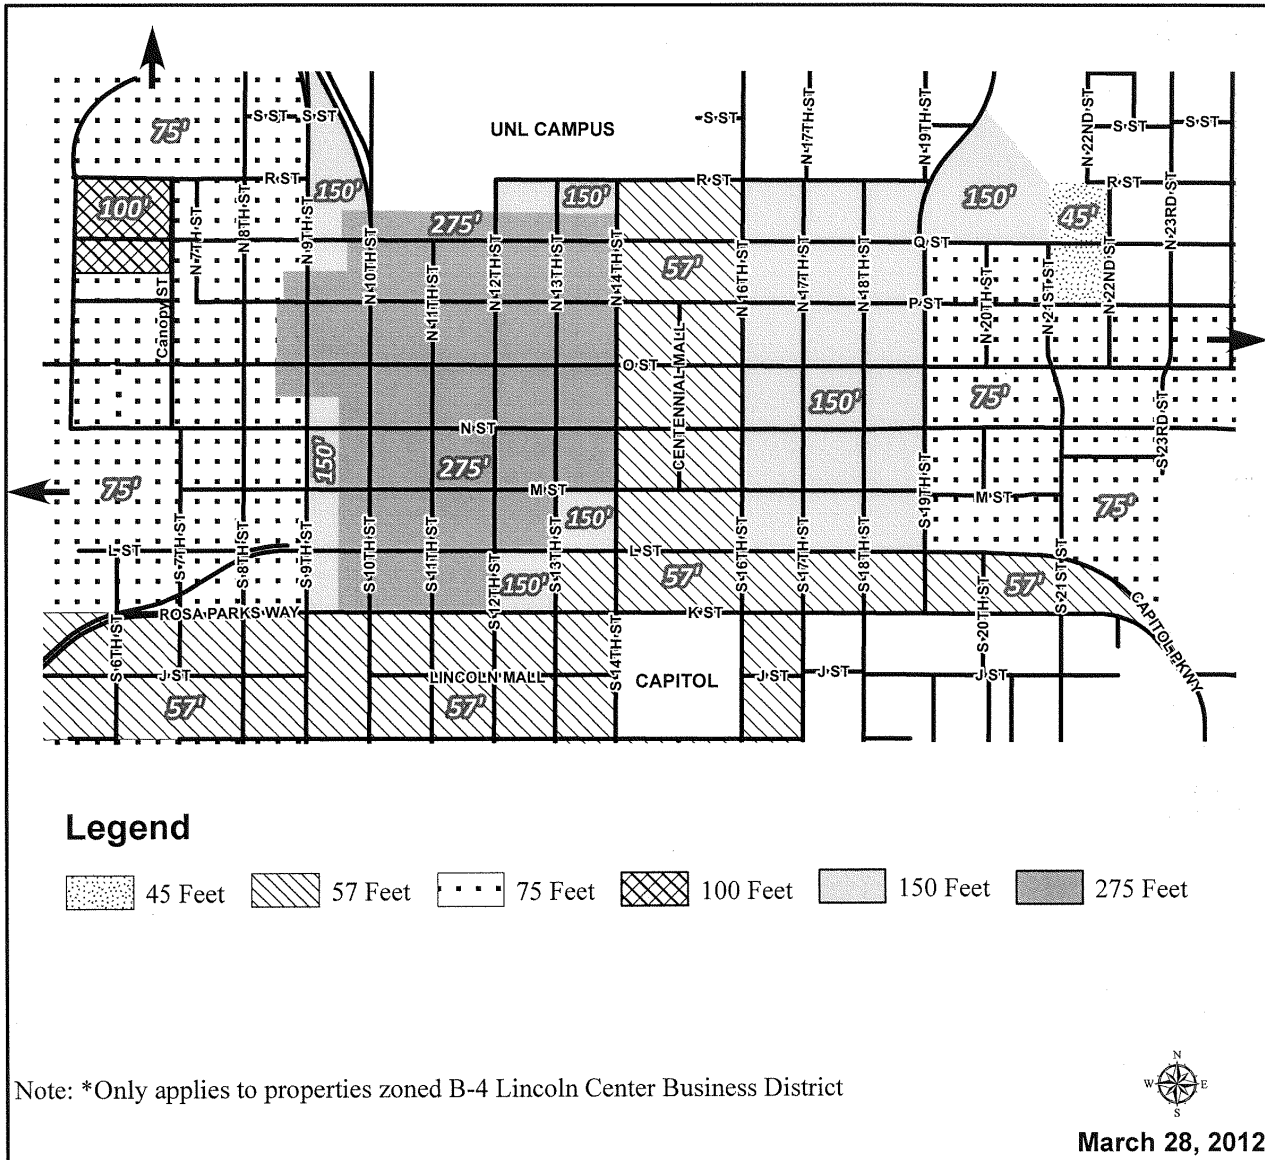 75'
S ST
S ST
UNL CAMPUS
S ST
N 17TH ST
N 19TH ST
N 22ND ST
S ST
S ST
100'
R ST
150'
150'
R ST
150'
45'
R ST
N 7TH ST
N 8TH ST
N 9TH ST
275'
Q ST
N 23RD ST
N 10TH ST
N 11TH ST
N 12TH ST
N 13TH ST
N 14TH ST
57'
N 16TH ST
N 17TH ST
N 18TH ST
P ST
N 20TH ST
N 21ST ST
N 22ND ST
Canopy ST
O ST
CENTENNIAL MALL
150'
75'
N ST
S 23RD ST
75'
150'
275'
M ST
150'
S 19TH ST
M ST
75'
L ST
S 7TH ST
S 8TH ST
S 9TH ST
S 10TH ST
S 11TH ST
S 12TH ST
150'
S 13TH ST
L ST
57'
S 16TH ST
S 17TH ST
S 18TH ST
57'
S 21ST ST
ROSA PARKS WAY
K ST
CAPITOL PKWY
S 6TH ST
J ST
LINCOLN MALL
S 14TH ST
CAPITOL
J ST
J ST
S 20TH ST
J ST
57'
57'
Legend
45 Feet
57 Feet
75 Feet
100 Feet
150 Feet
275 Feet
Note: *Only applies to properties zoned B-4 Lincoln Center Business District
N
W
E
S
March 28, 2012